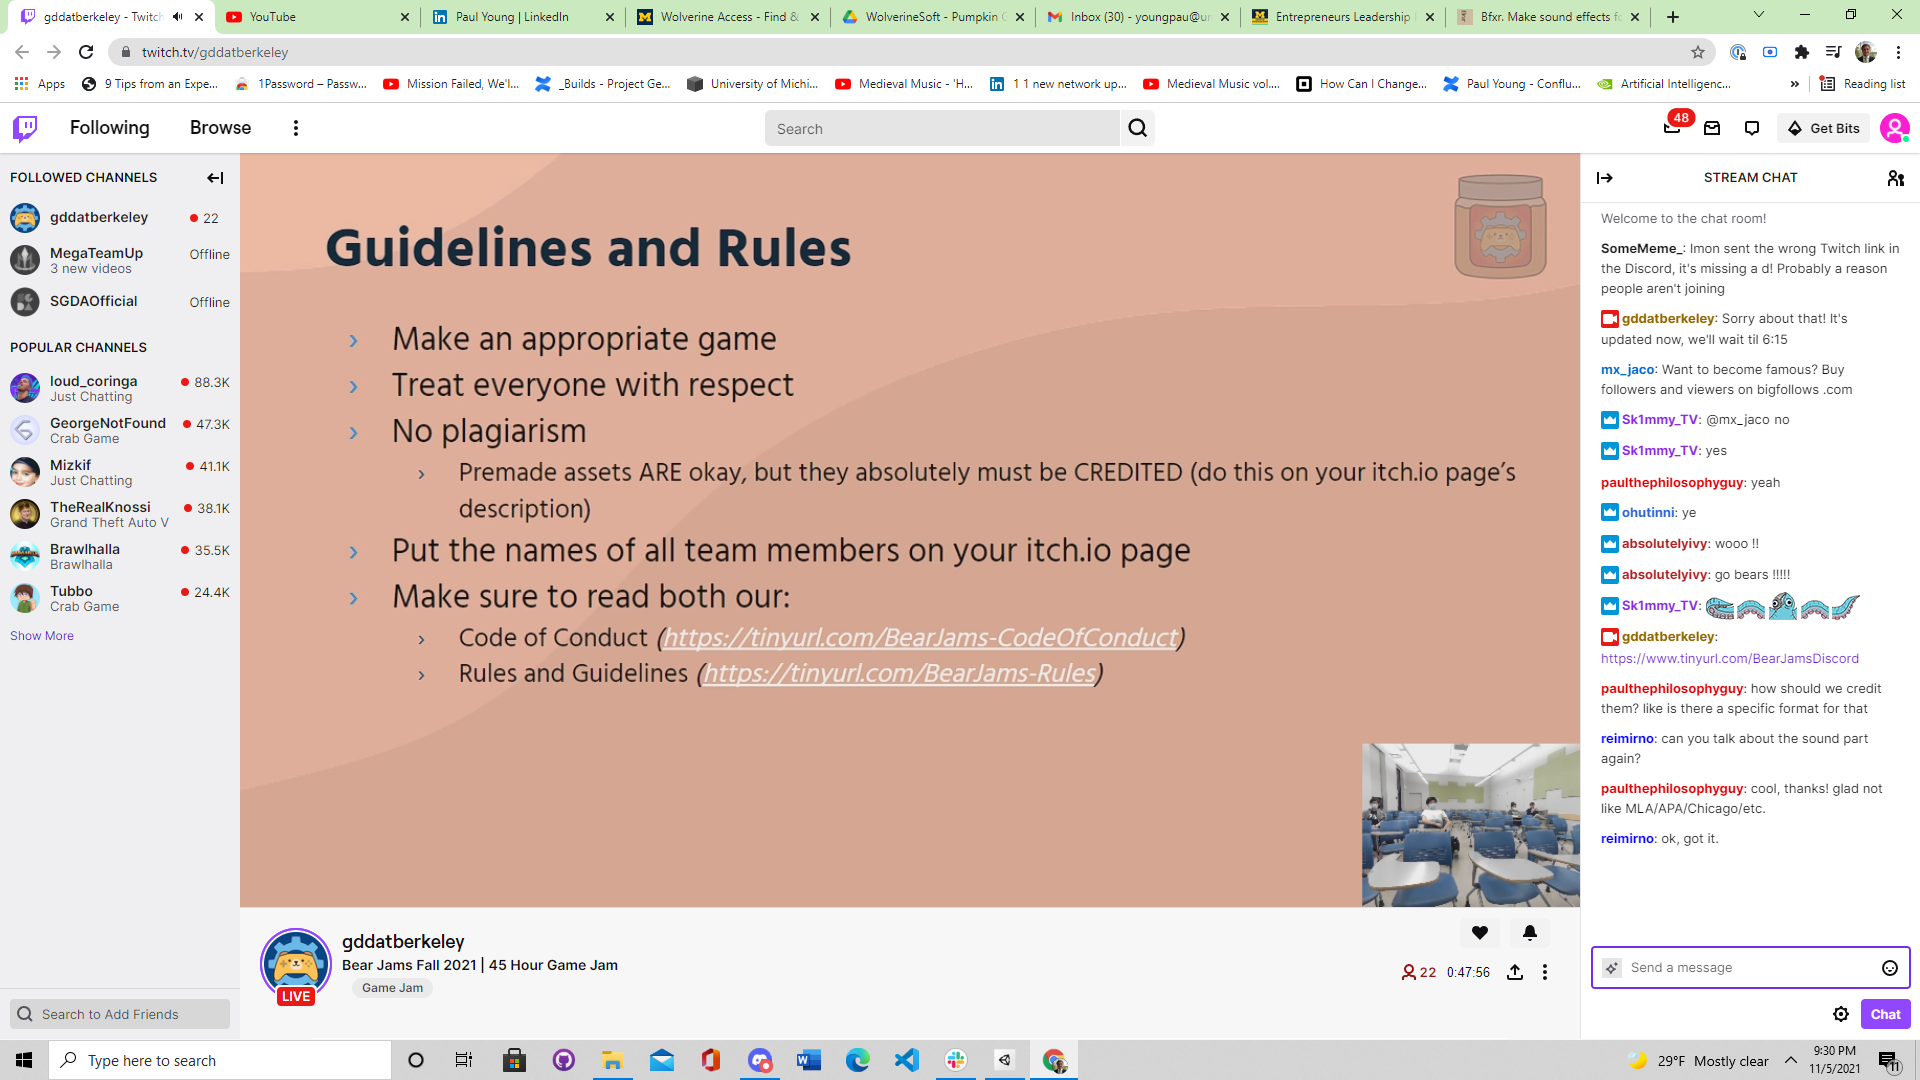 gddatberkeley - Twitch
YouTube
Paul Young | LinkedIn
Wolverine Access - Find &
WolverineSoft - Pumpkin
Inbox (30) - youngpau@u
Entrepreneurs Leadership
Bfxr. Make sound effects fo
twitch.tv/gddatberkeley
Apps
9 Tips from an Expe...
1Password – Passw...
Mission Failed, We'l...
_Builds - Project Ge...
University of Michi...
Medieval Music - 'H...
1 1 new network up...
Medieval Music vol....
How Can I Change...
Paul Young - Conflu...
Artificial Intelligenc...
»
Reading list
Following
Browse
Search
48
Get Bits
FOLLOWED CHANNELS
gddatberkeley
22
MegaTeamUp
Offline
3 new videos
SGDAOfficial
Offline
POPULAR CHANNELS
loud_coringa
88.3K
Just Chatting
GeorgeNotFound
47.3K
Crab Game
Mizkif
41.1K
Just Chatting
TheRealKnossi
38.1K
Grand Theft Auto V
Brawlhalla
35.5K
Brawlhalla
Tubbo
24.4K
Crab Game
Show More
Search to Add Friends
Guidelines and Rules
› Make an appropriate game
› Treat everyone with respect
› No plagiarism
› Premade assets ARE okay, but they absolutely must be CREDITED (do this on your itch.io page’s
description)
› Put the names of all team members on your itch.io page
› Make sure to read both our:
› Code of Conduct (https://tinyurl.com/BearJams-CodeOfConduct)
› Rules and Guidelines (https://tinyurl.com/BearJams-Rules)
LIVE
gddatberkeley
Bear Jams Fall 2021 | 45 Hour Game Jam
Game Jam
22
0:47:56
STREAM CHAT
Welcome to the chat room!
SomeMeme_: Imon sent the wrong Twitch link in
the Discord, it's missing a d! Probably a reason
people aren't joining
gddatberkeley: Sorry about that! It's
updated now, we'll wait til 6:15
mx_jaco: Want to become famous? Buy
followers and viewers on bigfollows .com
Sk1mmy_TV: @mx_jaco no
Sk1mmy_TV: yes
paulthephilosophyguy: yeah
ohutinni: ye
absolutelyivy: wooo !!
absolutelyivy: go bears !!!!!
Sk1mmy_TV:
gddatberkeley:
https://www.tinyurl.com/BearJamsDiscord
paulthephilosophyguy: how should we credit
them? like is there a specific format for that
reimirno: can you talk about the sound part
again?
paulthephilosophyguy: cool, thanks! glad not
like MLA/APA/Chicago/etc.
reimirno: ok, got it.
Send a message
Chat
Type here to search
29°F Mostly clear
9:30 PM
11/5/2021
11